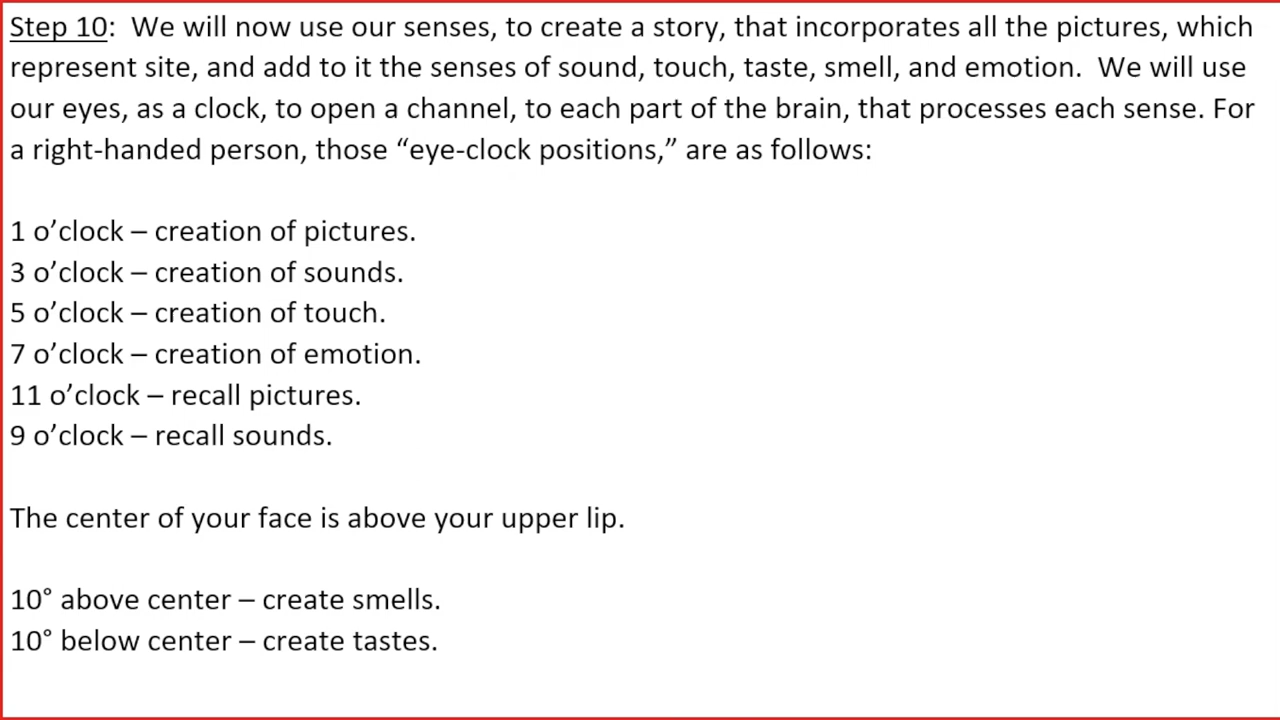 Step 10:  We will now use our senses, to create a story, that incorporates all the pictures, which
represent site, and add to it the senses of sound, touch, taste, smell, and emotion.  We will use
our eyes, as a clock, to open a channel, to each part of the brain, that processes each sense. For
a right-handed person, those “eye-clock positions,” are as follows:
1 o’clock – creation of pictures.
3 o’clock – creation of sounds.
5 o’clock – creation of touch.
7 o’clock – creation of emotion.
11 o’clock – recall pictures.
9 o’clock – recall sounds.
The center of your face is above your upper lip.
10° above center – create smells.
10° below center – create tastes.